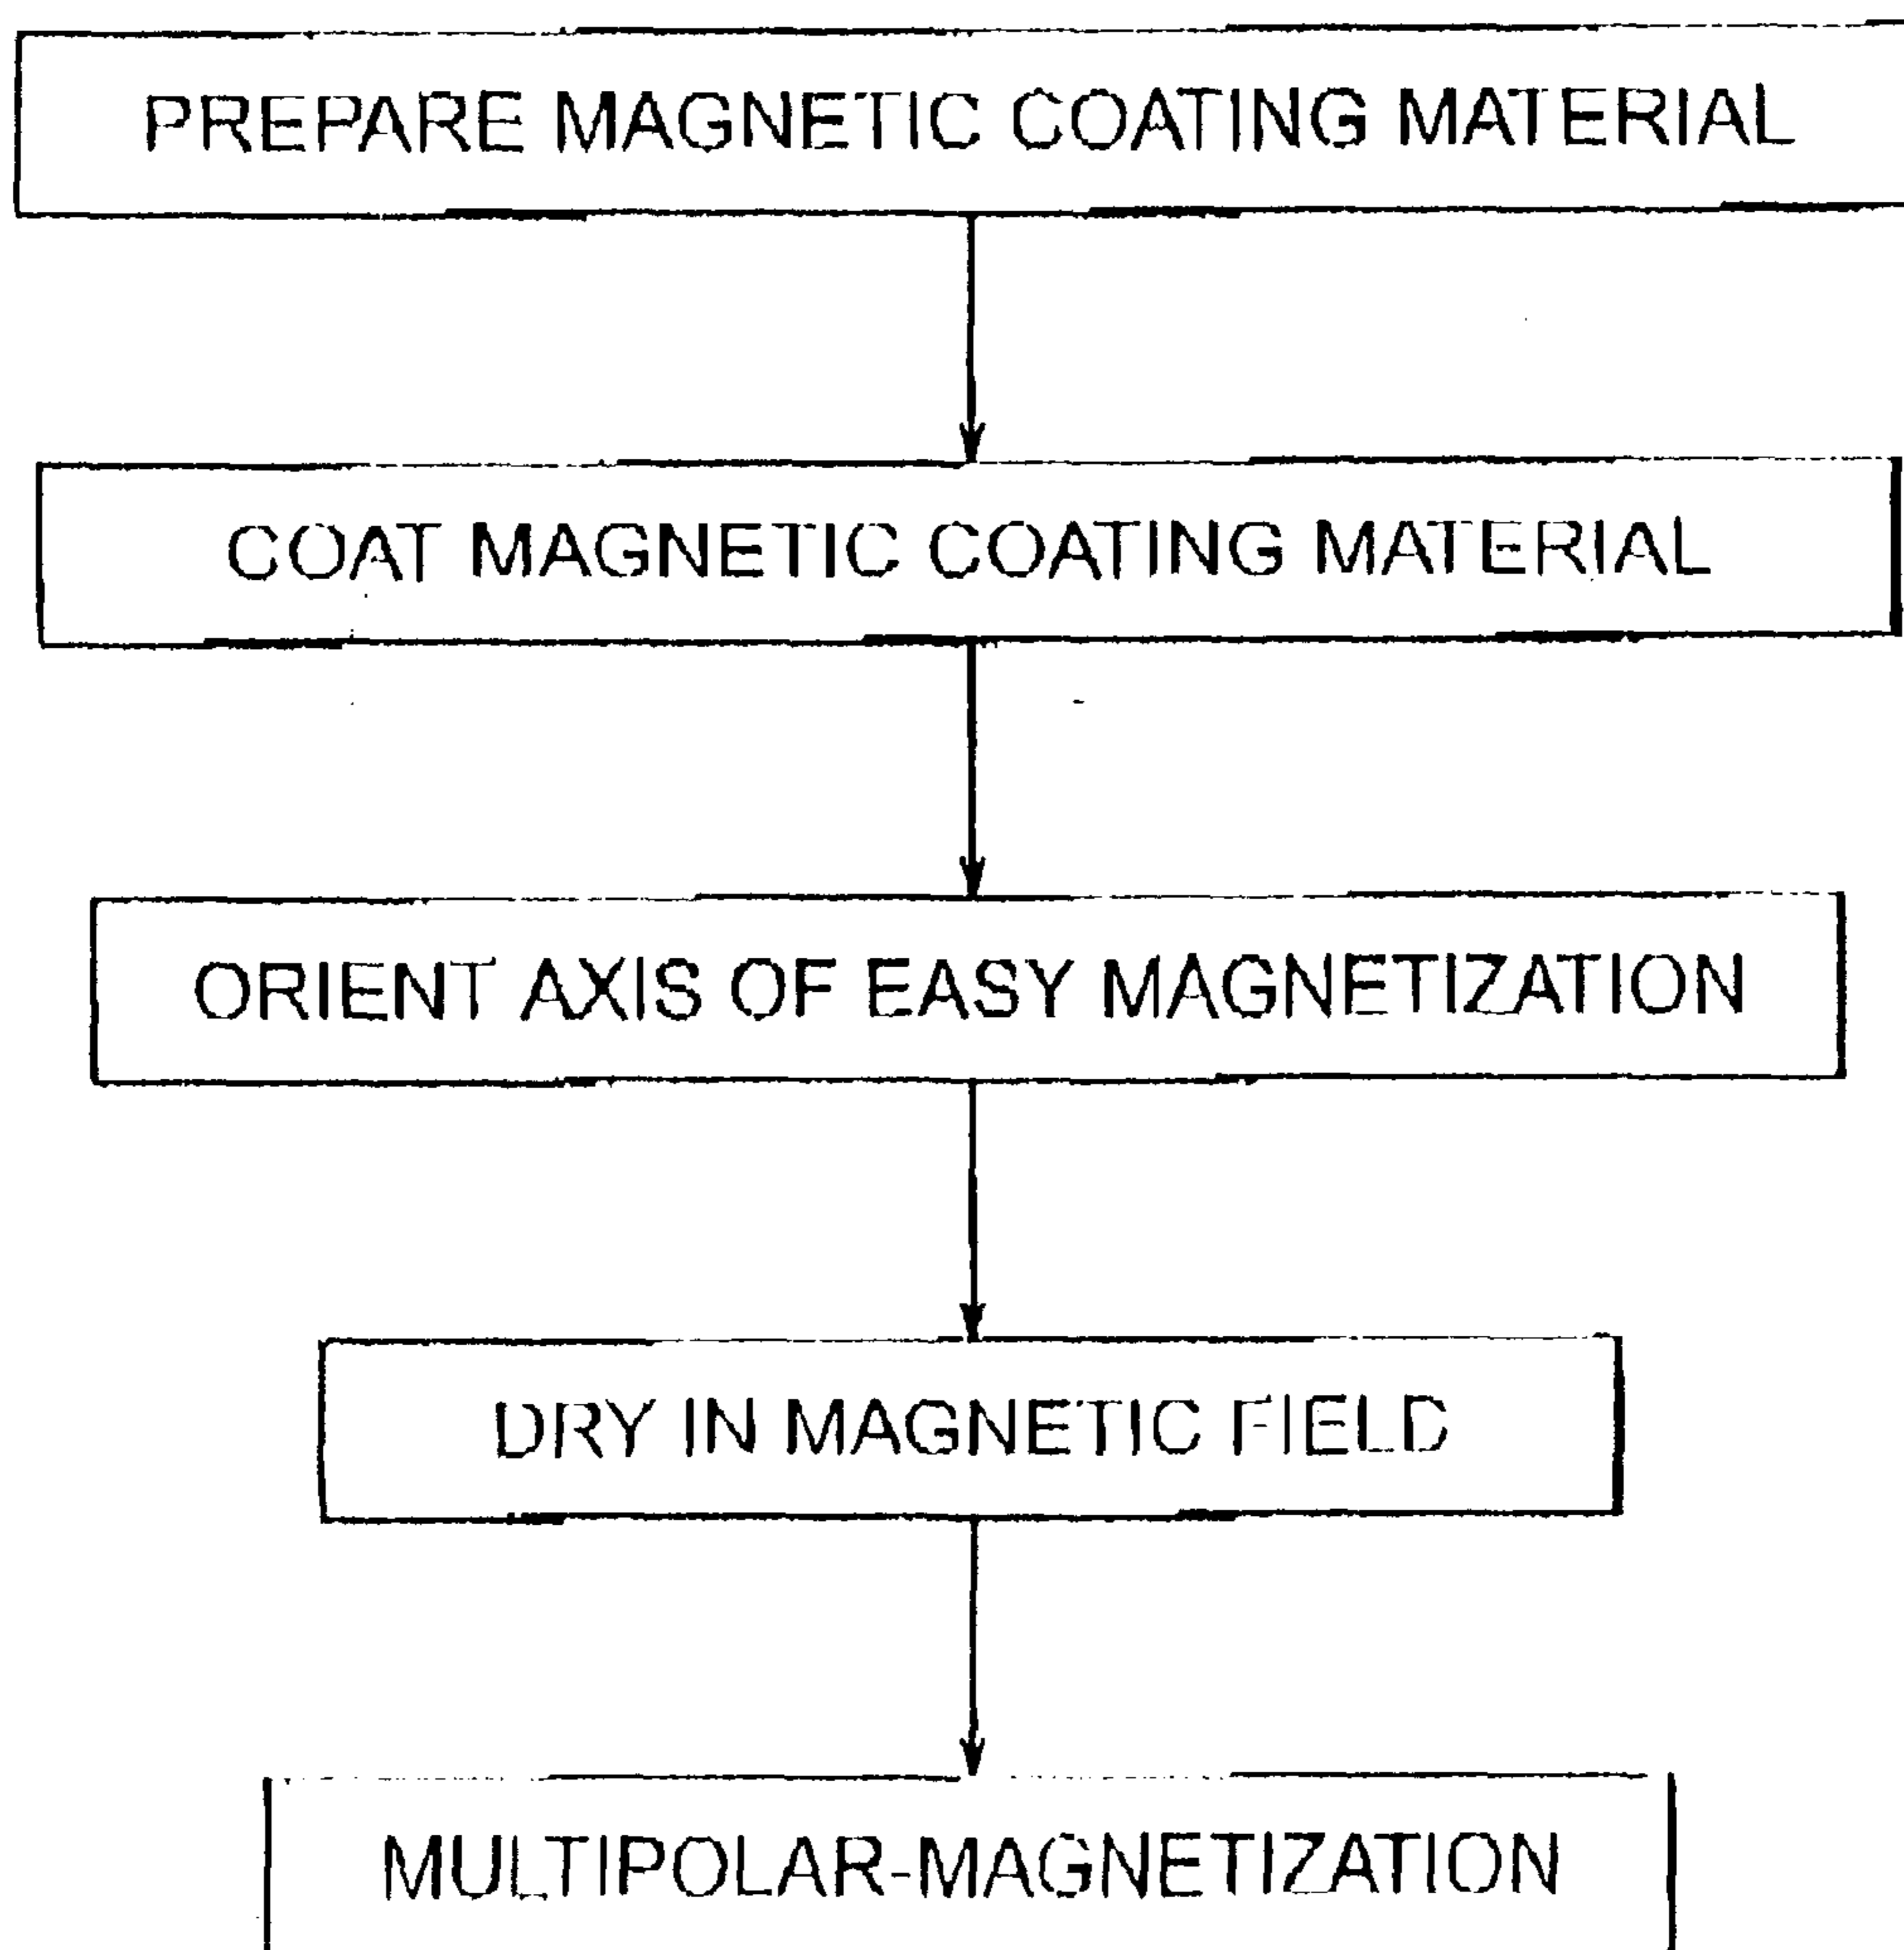 PREPARE MAGNETIC COATING MATERIAL
COAT MAGNETIC COATING MATERIAL
ORIENT AXIS OF EASY MAGNETIZATION
DRY IN MAGNETIC FIELD
MULTIPOLAR-MAGNETIZATION